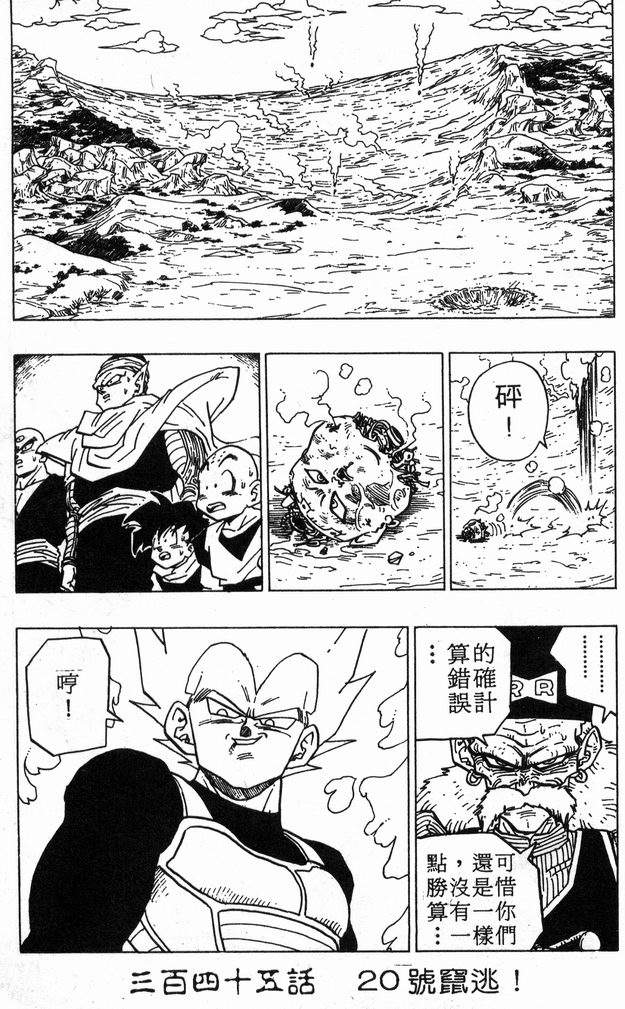 砰！
………
的確計
算錯誤
…
RR
可惜你們
還是一樣
，沒有一
點勝算…
哼！
三百四十五話 20號竄逃！